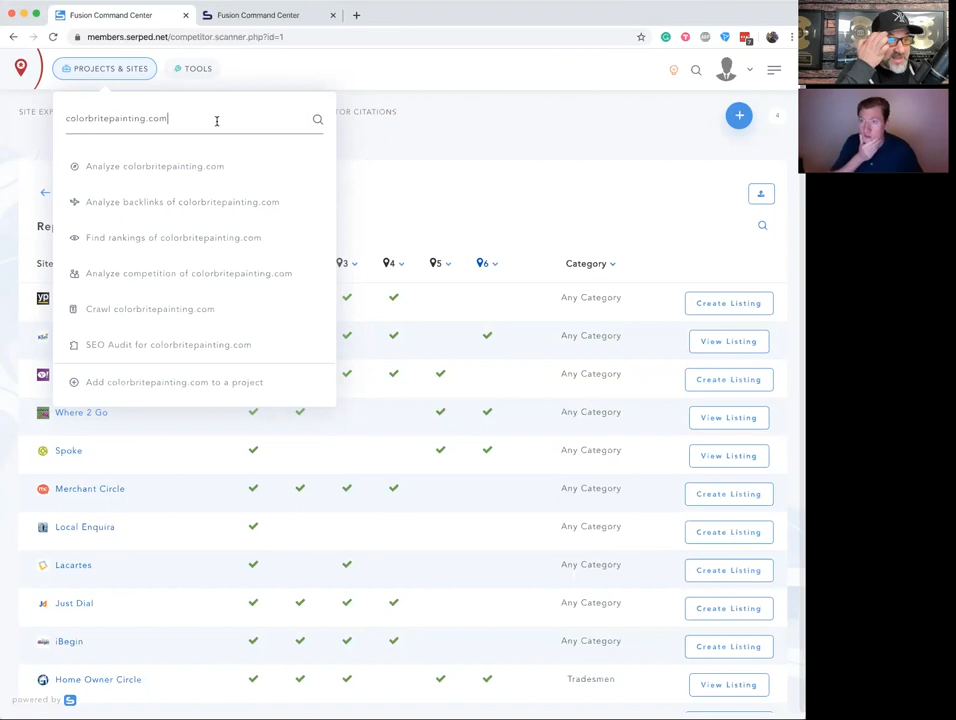 Fusion Command Center
Fusion Command Center
members.serped.net/competitor.scanner.php?id=1
PROJECTS & SITES
TOOLS
SITE EXP
TOR CITATIONS
4
colorbritepainting.com
Analyze colorbritepainting.com
Analyze backlinks of colorbritepainting.com
Find rankings of colorbritepainting.com
Analyze competition of colorbritepainting.com
Crawl colorbritepainting.com
SEO Audit for colorbritepainting.com
Add colorbritepainting.com to a project
Rep
Site
3
4
5
6
Category
yp
Any Category
Create Listing
Any Category
View Listing
Any Category
Create Listing
Where 2 Go
Any Category
View Listing
Spoke
Any Category
View Listing
Merchant Circle
Any Category
Create Listing
Local Enquira
Any Category
Create Listing
Lacartes
Any Category
Create Listing
Just Dial
Any Category
Create Listing
iBegin
Any Category
Create Listing
Home Owner Circle
Tradesmen
View Listing
powered by S